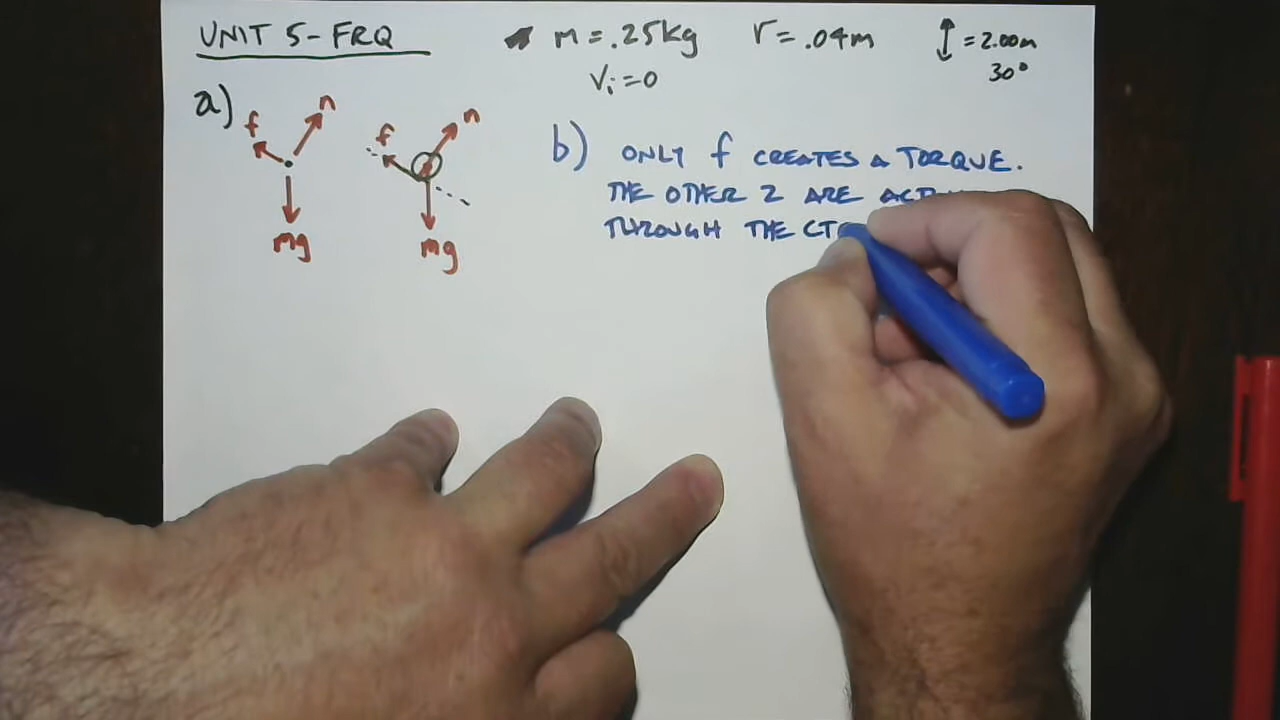 UNIT 5-FRQ
m = .25kg r = .04m = 2.00m
Vi = 0 30°
a)
f n f n
mg mg
b) ONLY f CREATES A TORQUE.
THE OTHER 2 ARE
THROUGH THE